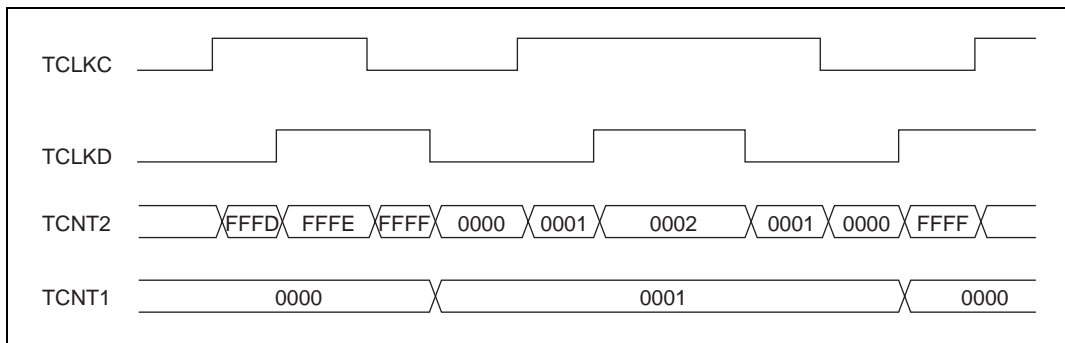 TCLKC
TCLKD
TCNT2 FFFD FFFE FFFF 0000 0001 0002 0001 0000 FFFF
TCNT1 0000 0001 0000